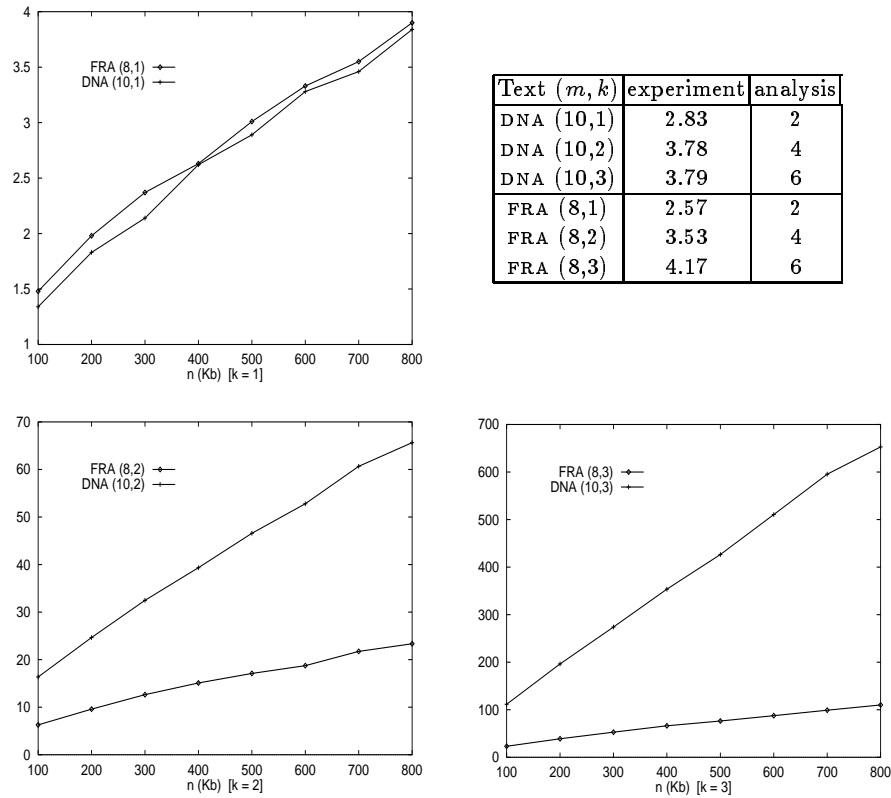 4
3.5
3
2.5
2
1.5
1
FRA (8,1)
DNA (10,1)
100 200 300 400 500 600 700 800
n (Kb) [k = 1]
Text (m, k) experiment analysis
DNA (10,1) 2.83 2
DNA (10,2) 3.78 4
DNA (10,3) 3.79 6
FRA (8,1) 2.57 2
FRA (8,2) 3.53 4
FRA (8,3) 4.17 6
70
60
50
40
30
20
10
0
FRA (8,2)
DNA (10,2)
100 200 300 400 500 600 700 800
n (Kb) [k = 2]
700
600
500
400
300
200
100
0
FRA (8,3)
DNA (10,3)
100 200 300 400 500 600 700 800
n (Kb) [k = 3]